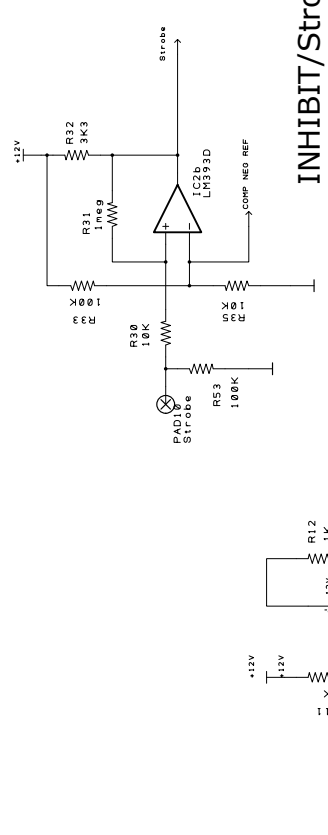 INHIBIT/Stro
Strobe
+12V
R32
3K3
R31
1meg
IC2b
LM393D
+
-
COMP NEG REF
R33
100K
R35
10K
R30
10K
R53
100K
PAD10
Strobe
R12
1K
+12V
+12V